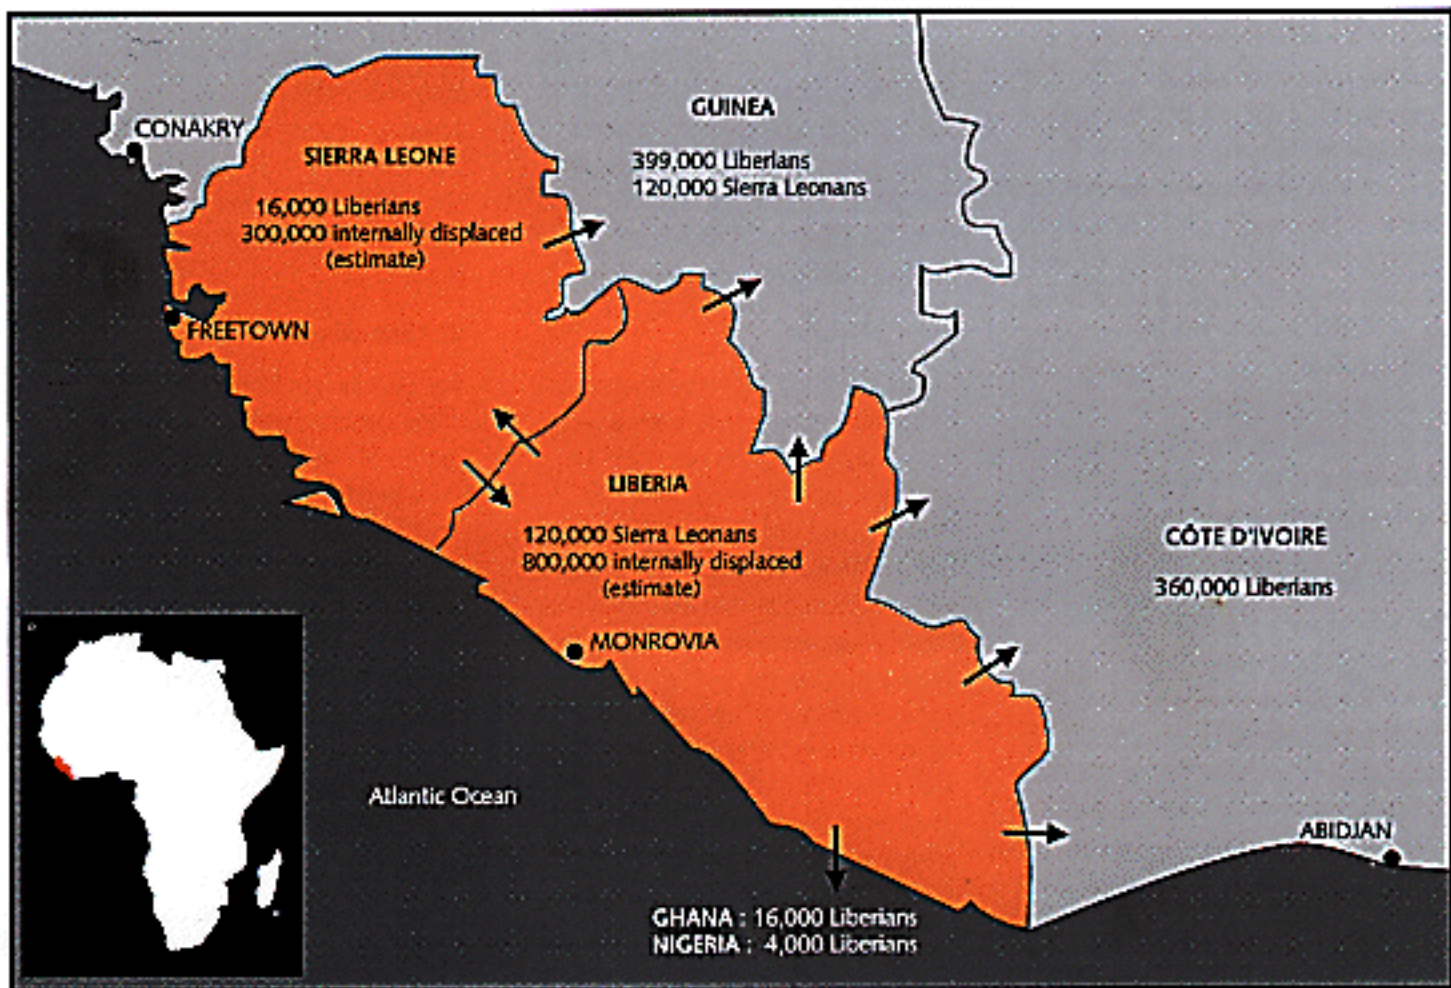 CONAKRY
GUINEA
399,000 Liberians
120,000 Sierra Leonans
SIERRA LEONE
16,000 Liberians
300,000 internally displaced
(estimate)
FREETOWN
LIBERIA
120,000 Sierra Leonans
800,000 internally displaced
(estimate)
CÔTE D'IVOIRE
360,000 Liberians
MONROVIA
Atlantic Ocean
ABIDJAN
GHANA : 16,000 Liberians
NIGERIA : 4,000 Liberians